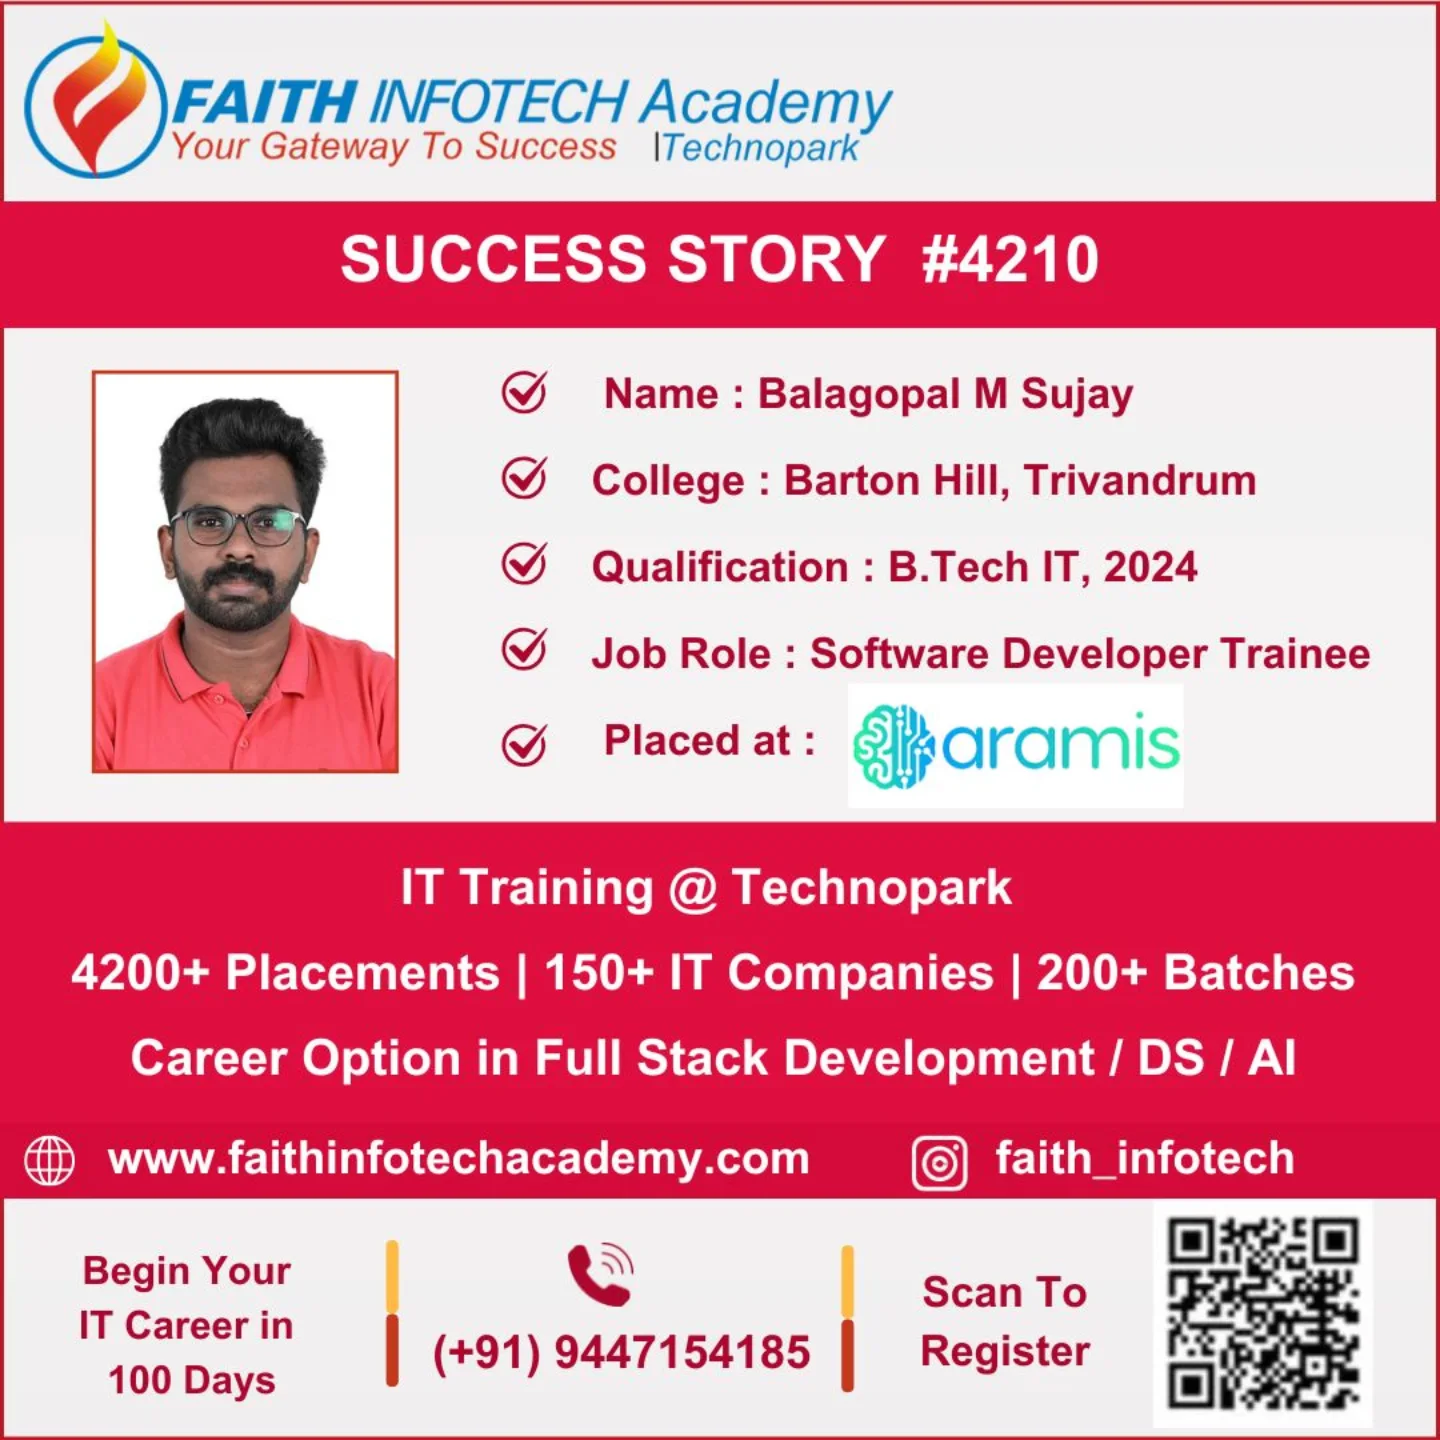 FAITH INFOTECH Academy
Your Gateway To Success |Technopark
SUCCESS STORY #4210
Name : Balagopal M Sujay
College : Barton Hill, Trivandrum
Qualification : B.Tech IT, 2024
Job Role : Software Developer Trainee
Placed at : aramis
IT Training @ Technopark
4200+ Placements | 150+ IT Companies | 200+ Batches
Career Option in Full Stack Development / DS / AI
www.faithinfotechacademy.com faith_infotech
Begin Your
IT Career in
100 Days
(+91) 9447154185
Scan To
Register